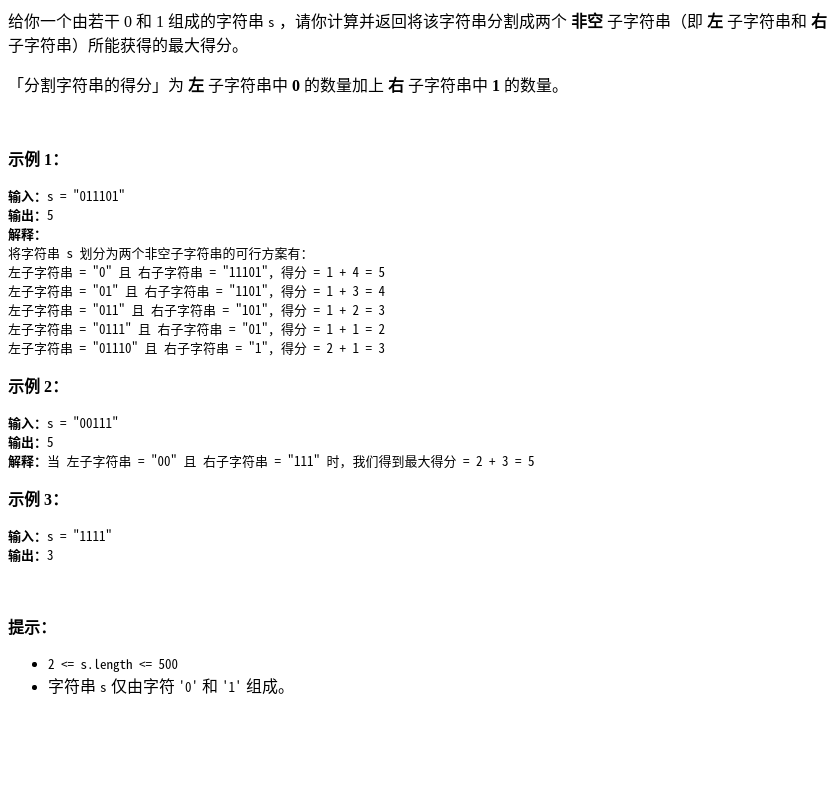 给你一个由若干 0 和 1 组成的字符串 s ，请你计算并返回将该字符串分割成两个 非空 子字符串（即 左 子字符串和 右
子字符串）所能获得的最大得分。
「分割字符串的得分」为 左 子字符串中 0 的数量加上 右 子字符串中 1 的数量。
示例 1：
输入：s = "011101"
输出：5
解释：
将字符串 s 划分为两个非空子字符串的可行方案有：
左子字符串 = "0" 且 右子字符串 = "11101"，得分 = 1 + 4 = 5
左子字符串 = "01" 且 右子字符串 = "1101"，得分 = 1 + 3 = 4
左子字符串 = "011" 且 右子字符串 = "101"，得分 = 1 + 2 = 3
左子字符串 = "0111" 且 右子字符串 = "01"，得分 = 1 + 1 = 2
左子字符串 = "01110" 且 右子字符串 = "1"，得分 = 2 + 1 = 3
示例 2：
输入：s = "00111"
输出：5
解释：当 左子字符串 = "00" 且 右子字符串 = "111" 时，我们得到最大得分 = 2 + 3 = 5
示例 3：
输入：s = "1111"
输出：3
提示：
• 2 <= s.length <= 500
• 字符串 s 仅由字符 '0' 和 '1' 组成。